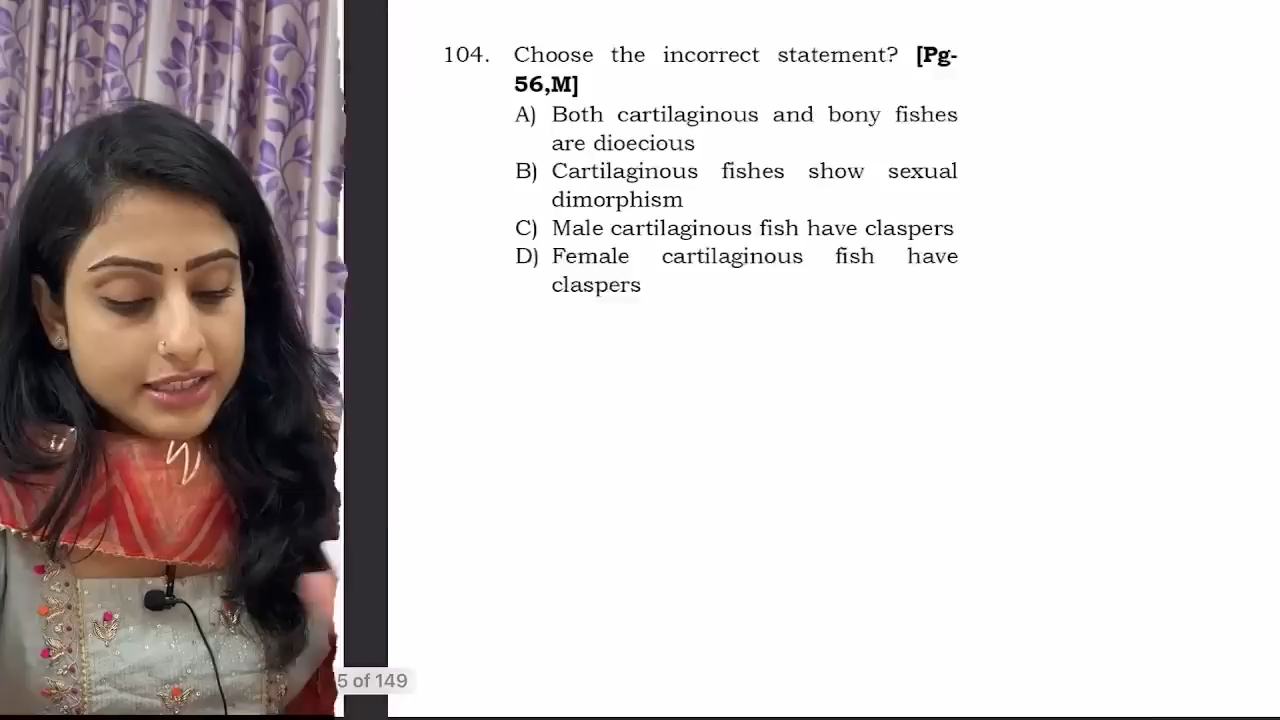 104. Choose the incorrect statement? [Pg-
56,M]
A) Both cartilaginous and bony fishes
are dioecious
B) Cartilaginous fishes show sexual
dimorphism
C) Male cartilaginous fish have claspers
D) Female cartilaginous fish have
claspers
5 of 149